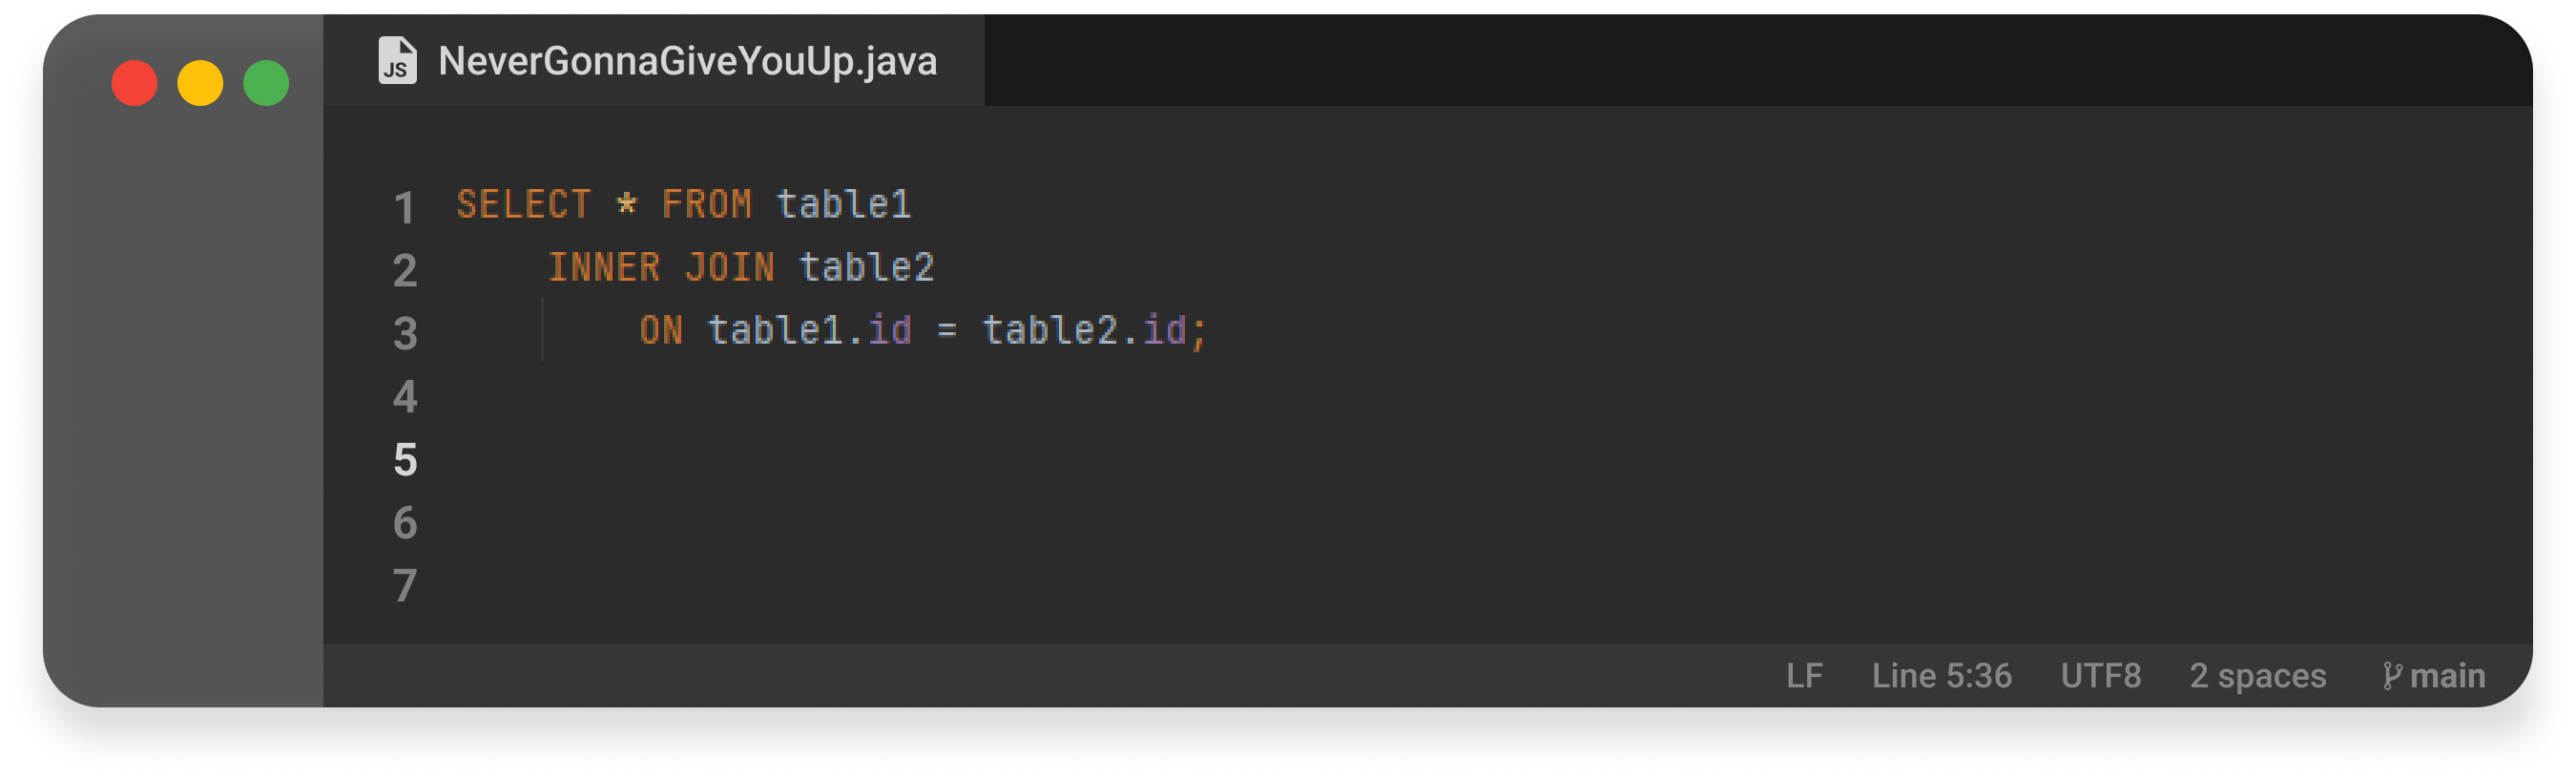 JS NeverGonnaGiveYouUp.java
1 SELECT * FROM table1
2 INNER JOIN table2
3 ON table1.id = table2.id;
4
5
6
7
LF Line 5:36 UTF8 2 spaces main